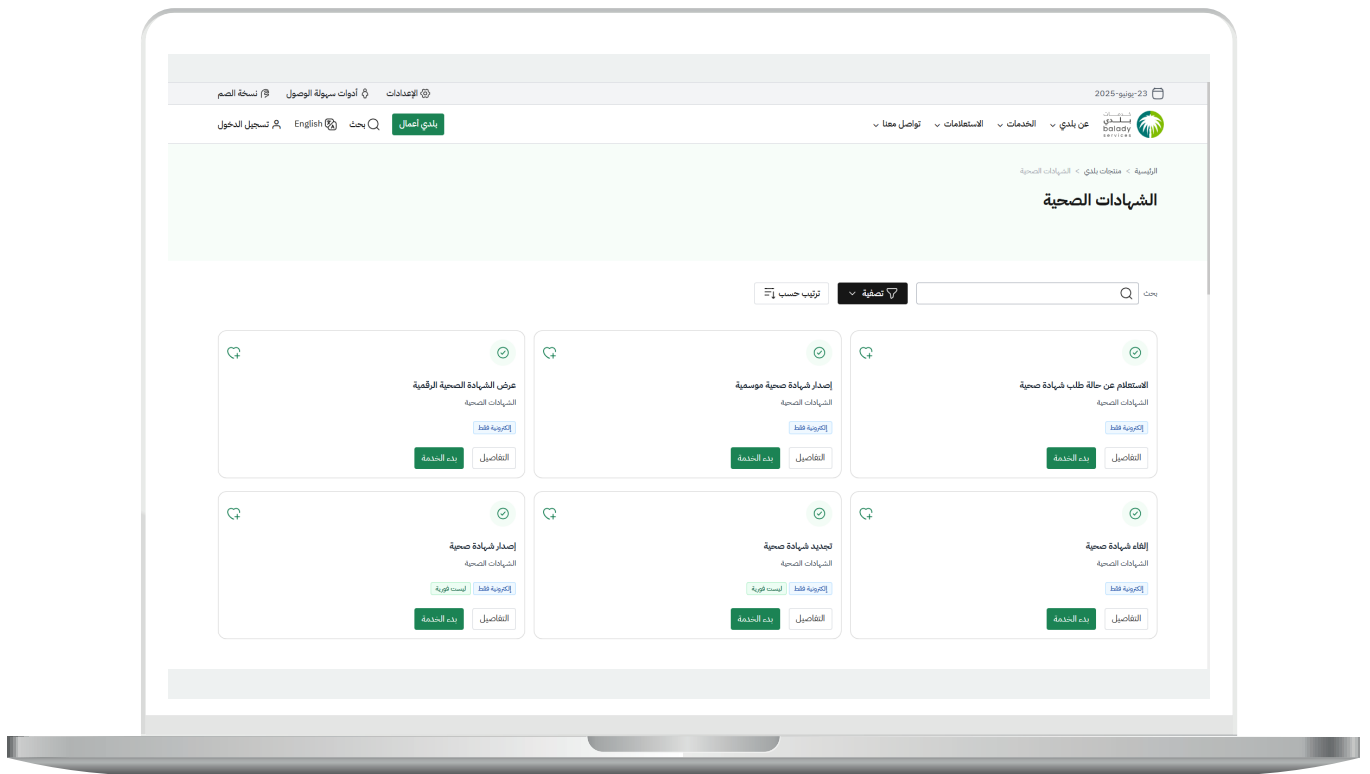 23-يونيو-2025
الإعدادات
أدوات سهولة الوصول
نسخة الصم
خدمات
بلدي
balady
services
عن بلدي
الخدمات
الاستعلامات
تواصل معنا
بلدي أعمال
بحث
English
تسجيل الدخول
الرئيسية > منتجات بلدي > الشهادات الصحية
الشهادات الصحية
بحث
تصفية
ترتيب حسب
الاستعلام عن حالة طلب شهادة صحية
الشهادات الصحية
إلكترونية فقط
التفاصيل
بدء الخدمة
إصدار شهادة صحية موسمية
الشهادات الصحية
إلكترونية فقط
التفاصيل
بدء الخدمة
عرض الشهادة الصحية الرقمية
الشهادات الصحية
إلكترونية فقط
التفاصيل
بدء الخدمة
إلغاء شهادة صحية
الشهادات الصحية
إلكترونية فقط
التفاصيل
بدء الخدمة
تجديد شهادة صحية
الشهادات الصحية
إلكترونية فقط
ليست فورية
التفاصيل
بدء الخدمة
إصدار شهادة صحية
الشهادات الصحية
إلكترونية فقط
ليست فورية
التفاصيل
بدء الخدمة